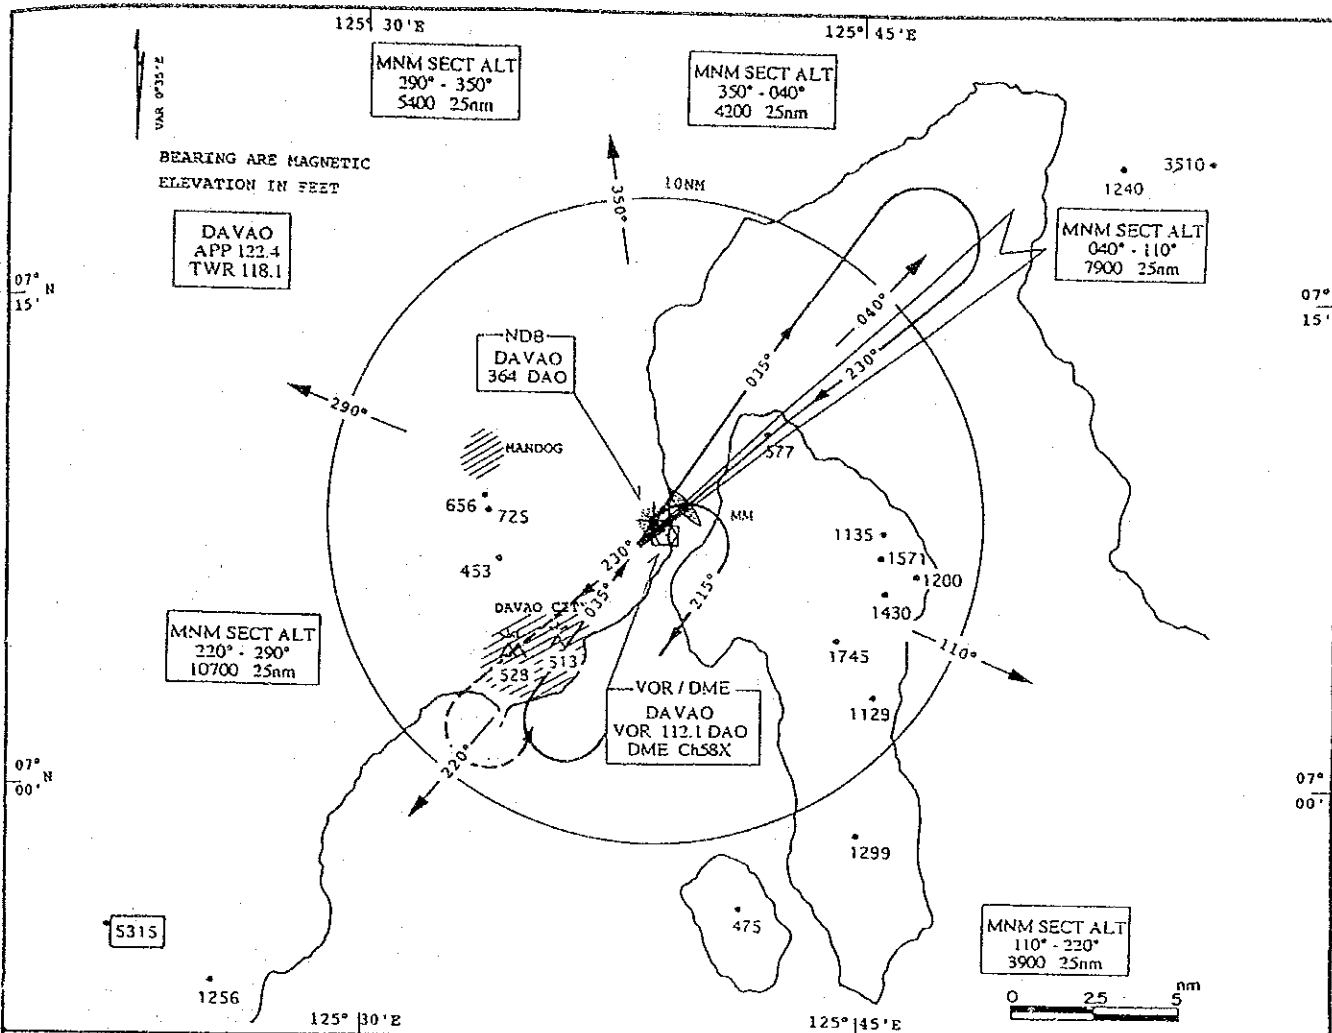 125° 30'E
125° 45'E
VAR 0°35'E
MNM SECT ALT
290° - 350°
5400 25nm
MNM SECT ALT
350° - 040°
4200 25nm
BEARING ARE MAGNETIC
ELEVATION IN FEET
10NM
350°
1240
3510
DAVAO
APP 122.4
TWR 118.1
MNM SECT ALT
040° - 110°
7900 25nm
07°
15' N
07°
15'
040°
NDB
DAVAO
364 DAO
035°
230°
290°
MANDOG
577
656
725
MM
1135
1571
453
230°
1200
215°
1430
DAVAO CITY
035°
MNM SECT ALT
220° - 290°
10700 25nm
1745
110°
528
513
VOR / DME
DAVAO
VOR 112.1 DAO
DME Ch58X
1129
220°
07°
00' N
07°
00'
1299
475
5315
MNM SECT ALT
110° - 220°
3900 25nm
1256
nm
0 2.5 5
125° 30'E
125° 45'E